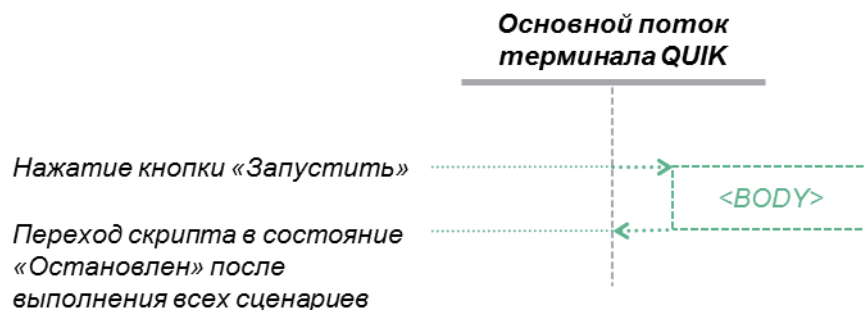 Основной поток
терминала QUIK
Нажатие кнопки «Запустить»
<BODY>
Переход скрипта в состояние
«Остановлен» после
выполнения всех сценариев